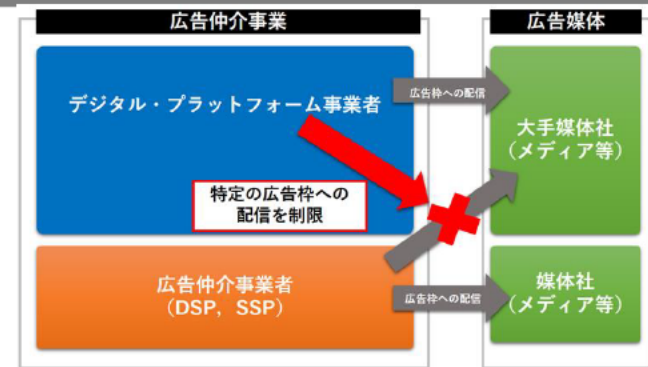 広告仲介事業
広告媒体
デジタル・プラットフォーム事業者
広告枠への配信
大手媒体社
(メディア等)
特定の広告枠への
配信を制限
広告仲介事業者
(DSP, SSP)
広告枠への配信
媒体社
(メディア等)